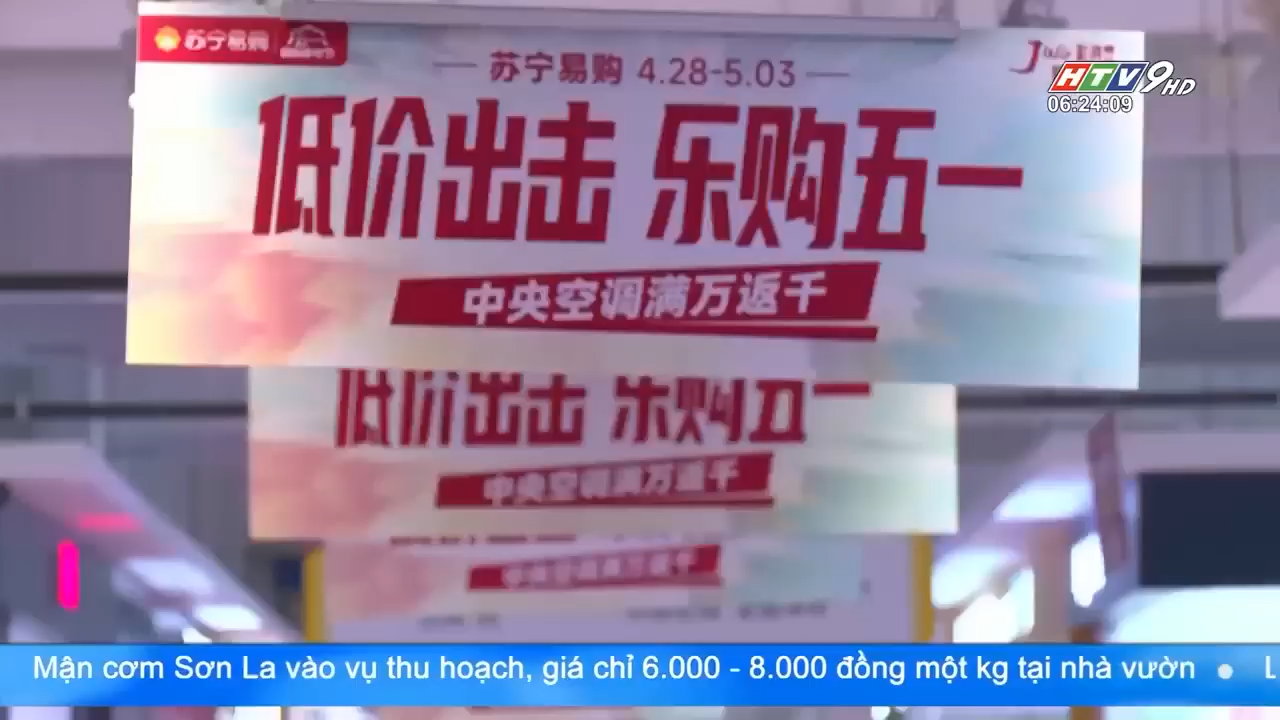 苏宁易购
苏宁易购 4.28-5.03
HTV9HD
06:24:09
低价出击 乐购五一
中央空调满万返千
低价出击 乐购五一
中央空调满万返千
中央空调满万返千
Mận cơm Sơn La vào vụ thu hoạch, giá chỉ 6.000 - 8.000 đồng một kg tại nhà vườn • L